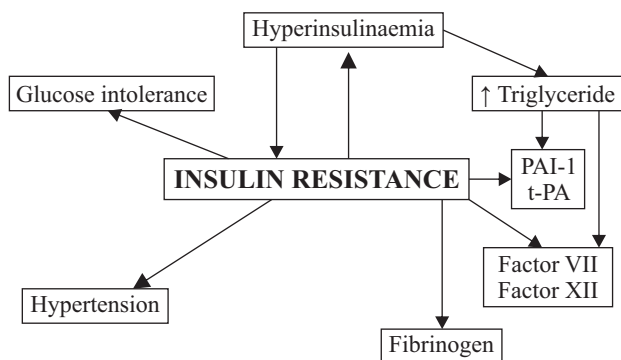 Hyperinsulinaemia
Glucose intolerance
↑ Triglyceride
INSULIN RESISTANCE
PAI-1
t-PA
Factor VII
Factor XII
Hypertension
Fibrinogen